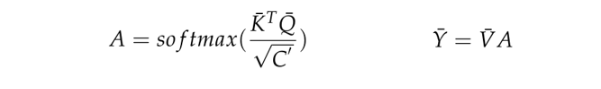 A = softmax(K̄ᵀQ̄ / √C′)    Ȳ = V̄A